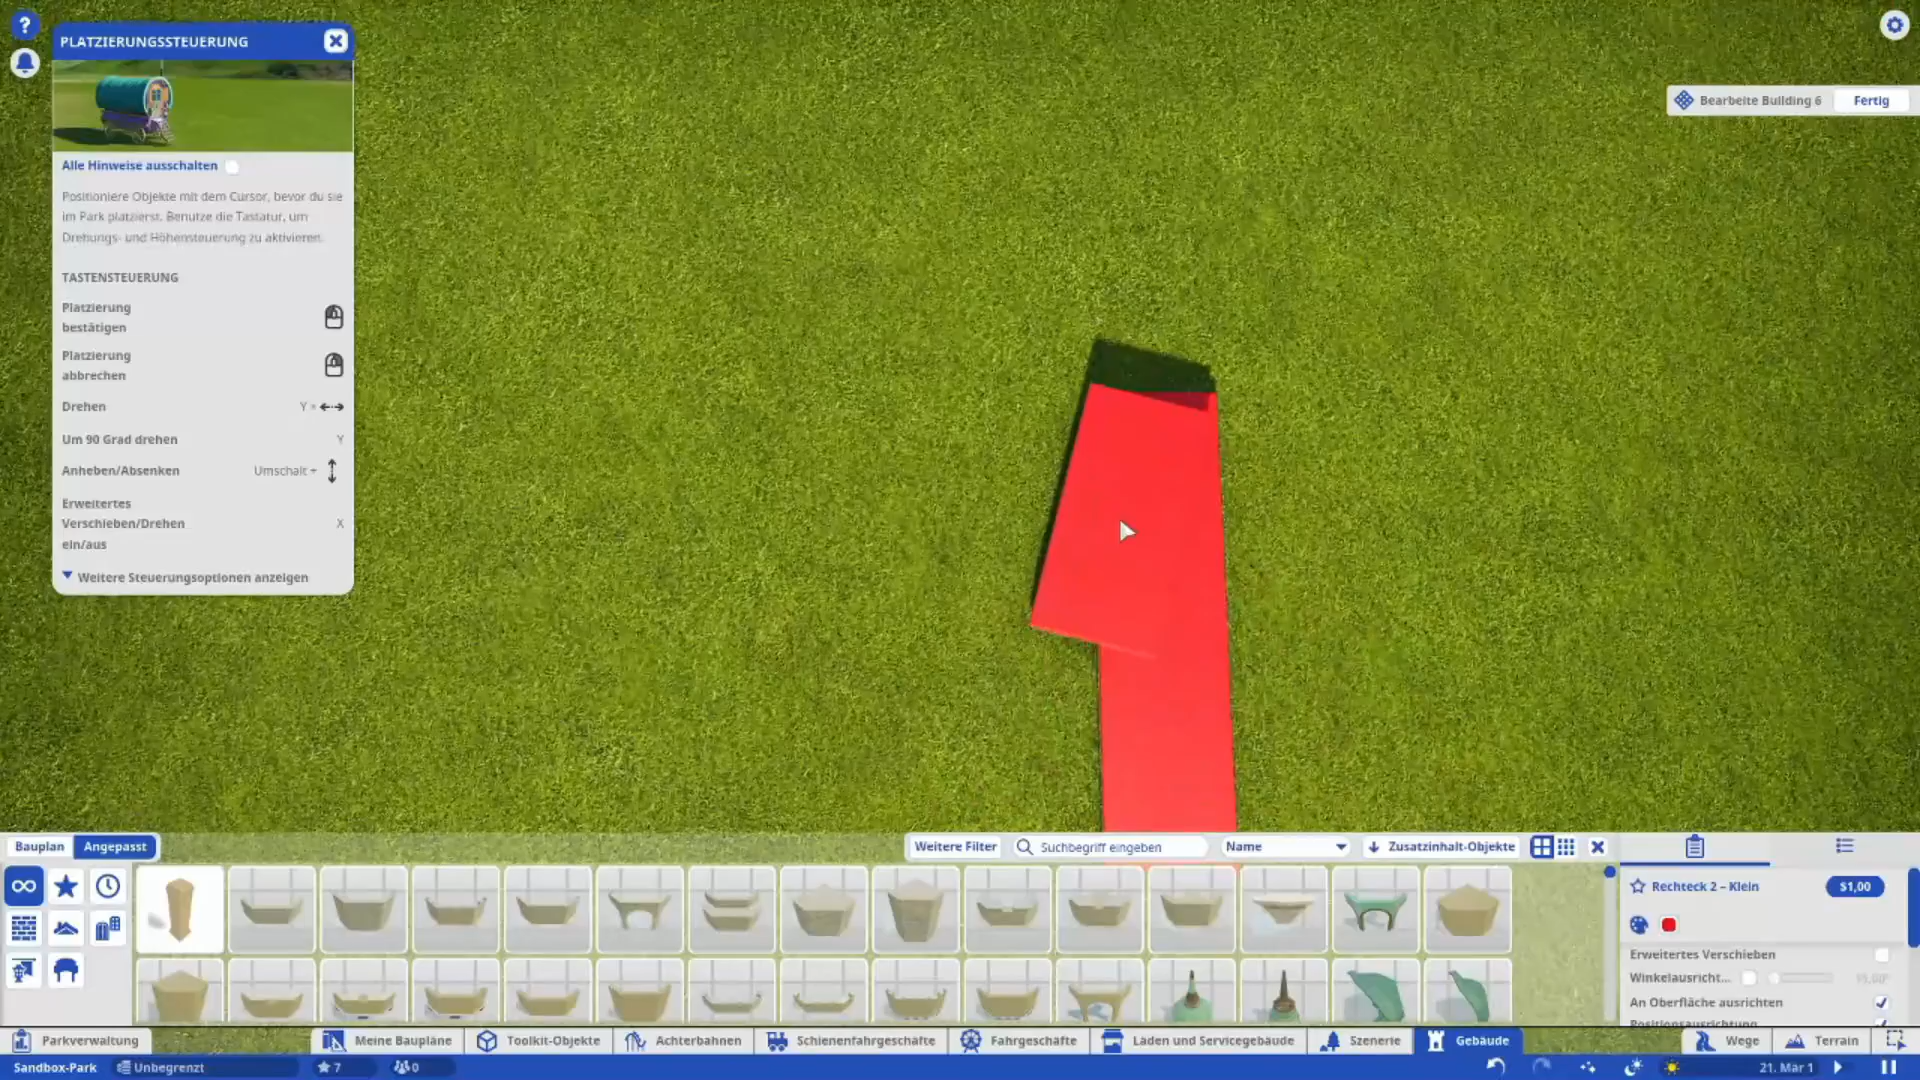 ?
PLATZIERUNGSSTEUERUNG
Alle Hinweise ausschalten
Positioniere Objekte mit dem Cursor, bevor du sie
im Park platzierst. Benutze die Tastatur, um
Drehungs- und Höhensteuerung zu aktivieren.
TASTENSTEUERUNG
Platzierung
bestätigen
Platzierung
abbrechen
Drehen Y +
Um 90 Grad drehen Y
Anheben/Absenken Umschalt +
Erweitertes
Verschieben/Drehen X
ein/aus
Weitere Steuerungsoptionen anzeigen
Bearbeite Building 6 Fertig
Bauplan Angepasst
Weitere Filter Suchbegriff eingeben Name Zusatzinhalt-Objekte
Rechteck 2 – Klein $1,00
Erweitertes Verschieben
Winkelausricht...
An Oberfläche ausrichten
Positionsausrichtung
Parkverwaltung Meine Baupläne Toolkit-Objekte Achterbahnen Schienenfahrgeschäfte Fahrgeschäfte Läden und Servicegebäude Szenerie Gebäude Wege Terrain
Sandbox-Park Unbegrenzt 7 0 21. Mär 1